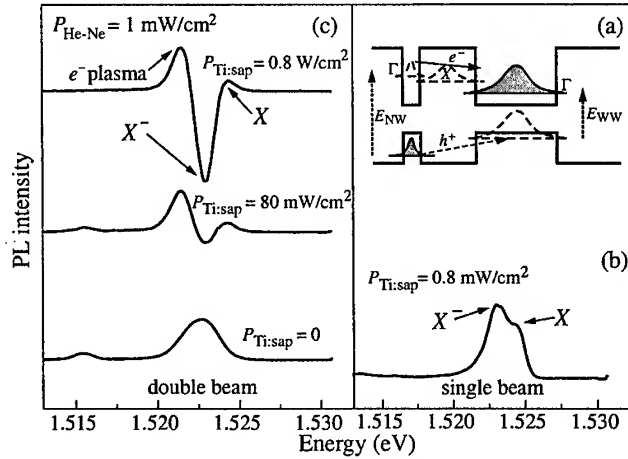 PL intensity
(c)
P_He-Ne = 1 mW/cm²
e⁻ plasma
P_Ti:sap = 0.8 W/cm²
X
X⁻
P_Ti:sap = 80 mW/cm²
P_Ti:sap = 0
double beam
1.515 1.520 1.525 1.530
(a)
Γ
e⁻
X
Γ
E_NW
E_WW
h⁺
(b)
P_Ti:sap = 0.8 mW/cm²
X⁻
X
single beam
1.515 1.520 1.525 1.530
Energy (eV)